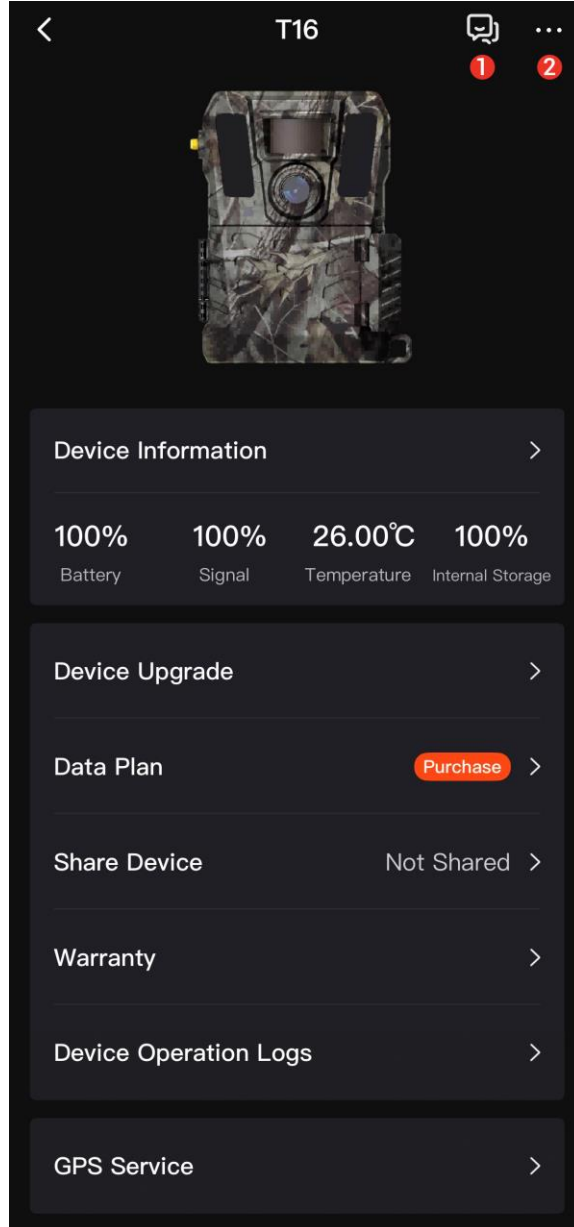 T16
1
2
Device Information
100% 100% 26.00℃ 100%
Battery Signal Temperature Internal Storage
Device Upgrade
Data Plan Purchase
Share Device Not Shared
Warranty
Device Operation Logs
GPS Service